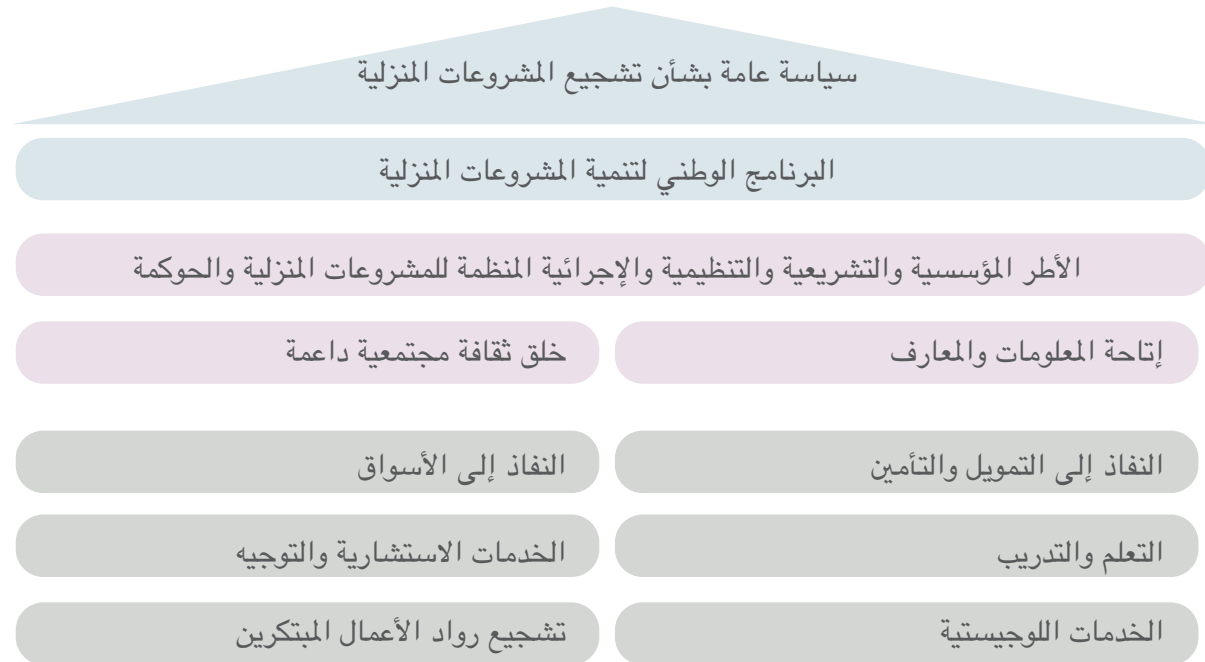 سياسة عامة بشأن تشجيع المشروعات المنزلية
البرنامج الوطني لتنمية المشروعات المنزلية
الأطر المؤسسية والتشريعية والتنظيمية والإجرائية المنظمة للمشروعات المنزلية والحوكمة
إتاحة المعلومات والمعارف
خلق ثقافة مجتمعية داعمة
النفاذ إلى التمويل والتأمين
النفاذ إلى الأسواق
التعلم والتدريب
الخدمات الاستشارية والتوجيه
الخدمات اللوجيستية
تشجيع رواد الأعمال المبتكرين